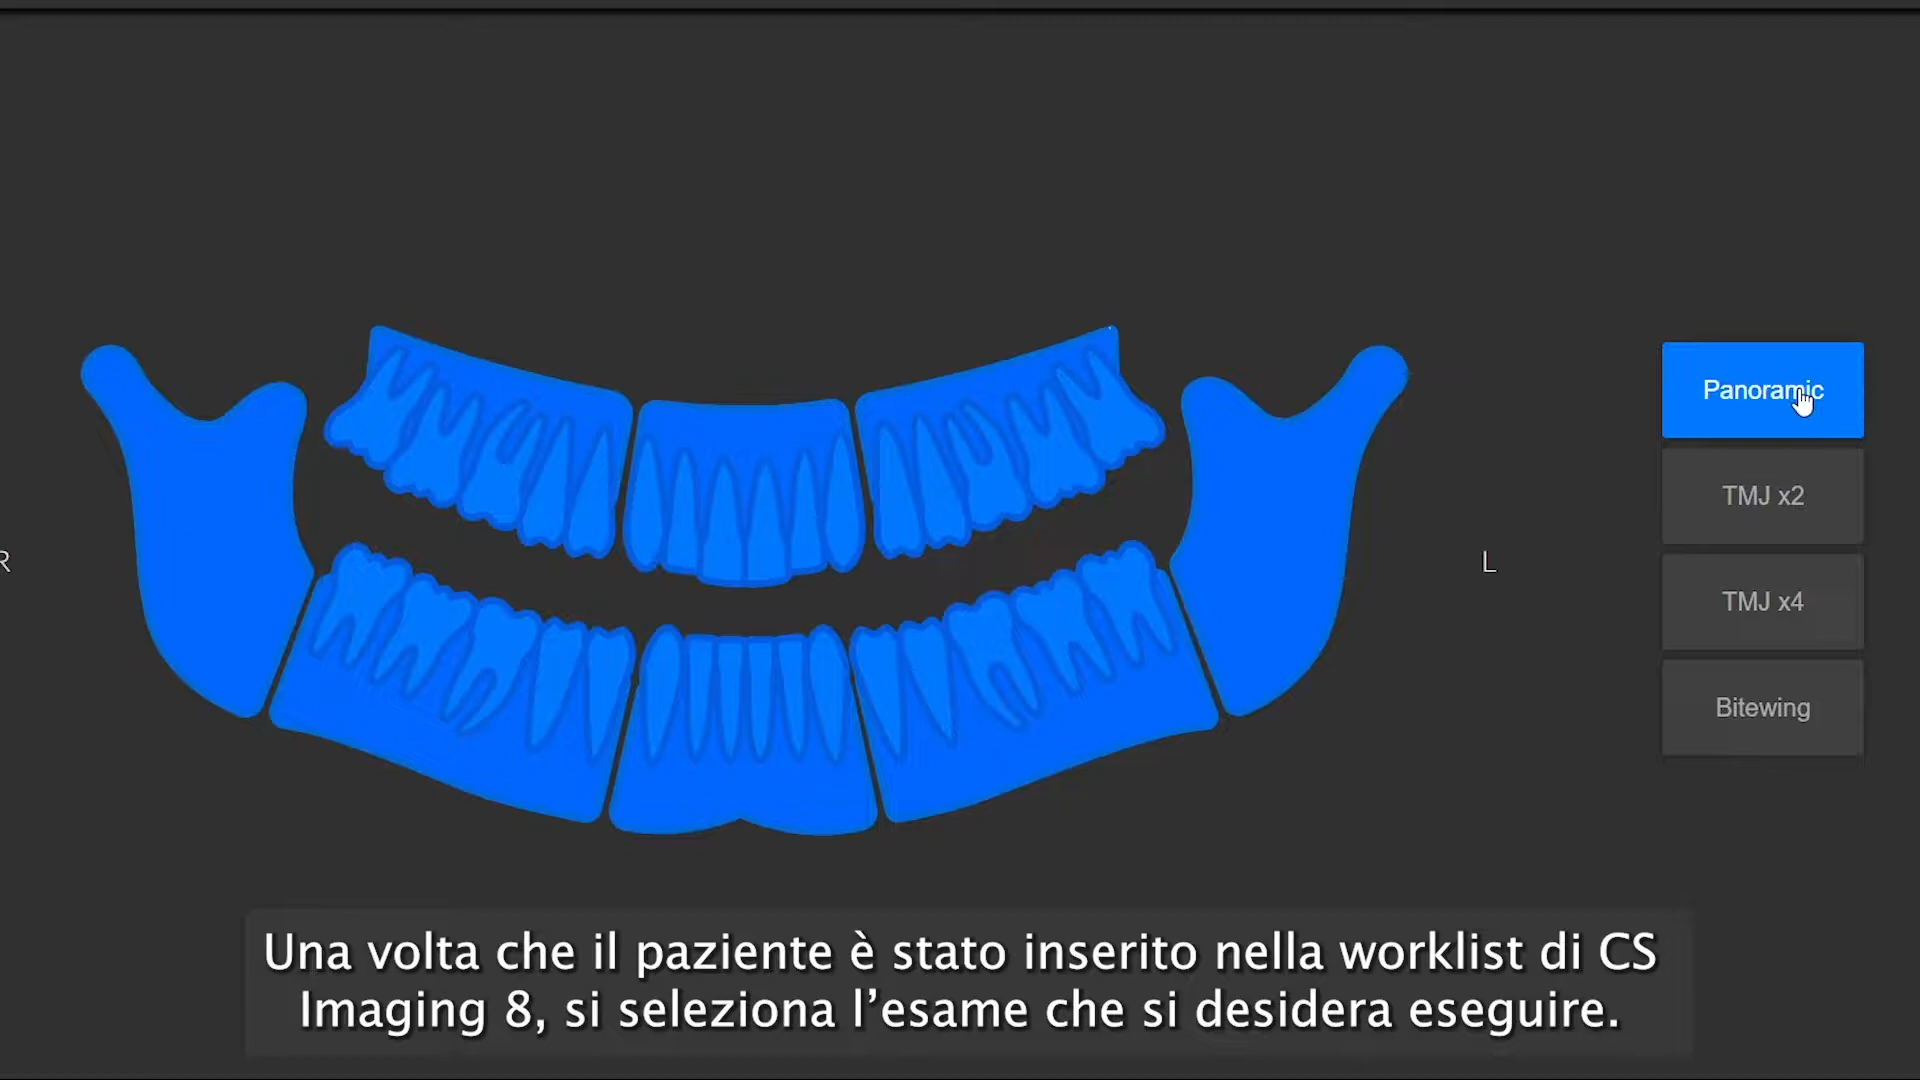 Panoramic
TMJ x2
R
L
TMJ x4
Bitewing
Una volta che il paziente è stato inserito nella worklist di CS
Imaging 8, si seleziona l’esame che si desidera eseguire.